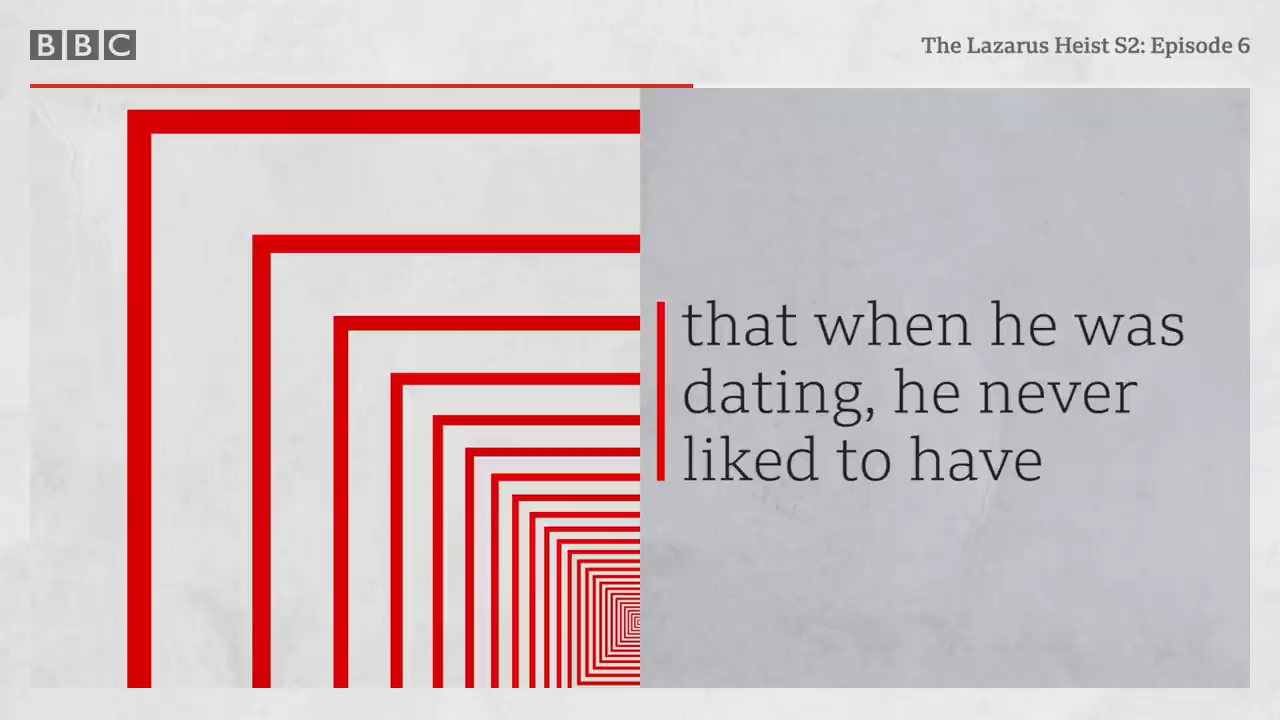 BBC
The Lazarus Heist S2: Episode 6
that when he was
dating, he never
liked to have